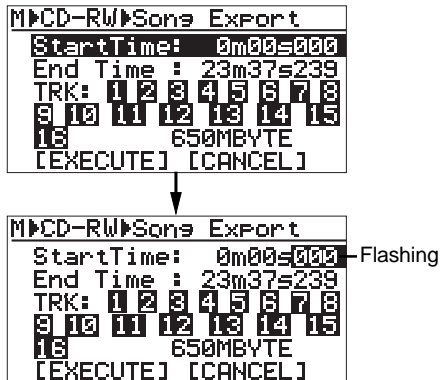 M▶CD-RW▶Song Export
StartTime: 0m00s000
End Time : 23m37s239
TRK: 1 2 3 4 5 6 7 8
9 10 11 12 13 14 15
16 650MBYTE
[EXECUTE] [CANCEL]
M▶CD-RW▶Song Export
StartTime: 0m00s000 Flashing
End Time : 23m37s239
TRK: 1 2 3 4 5 6 7 8
9 10 11 12 13 14 15
16 650MBYTE
[EXECUTE] [CANCEL]